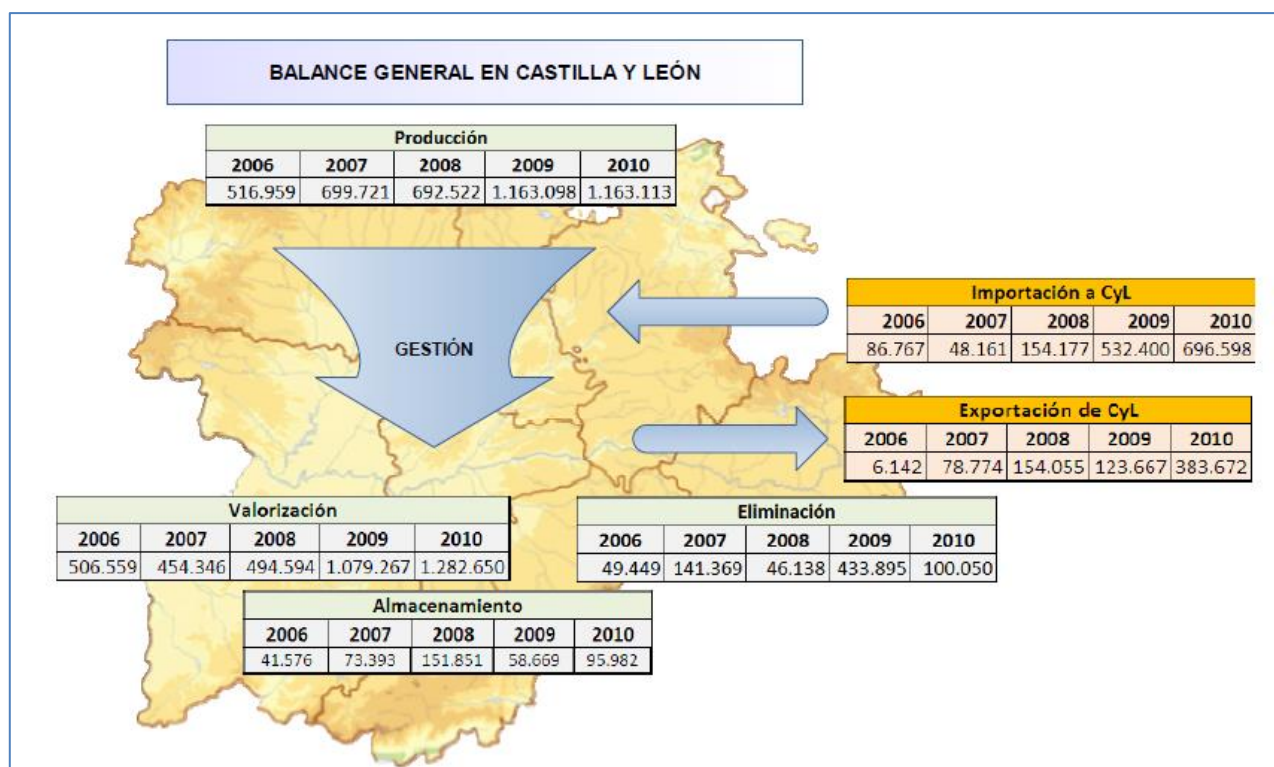 BALANCE GENERAL EN CASTILLA Y LEÓN
Producción
2006 2007 2008 2009 2010
516.959 699.721 692.522 1.163.098 1.163.113
GESTIÓN
Importación a CyL
2006 2007 2008 2009 2010
86.767 48.161 154.177 532.400 696.598
Exportación de CyL
2006 2007 2008 2009 2010
6.142 78.774 154.055 123.667 383.672
Valorización
2006 2007 2008 2009 2010
506.559 454.346 494.594 1.079.267 1.282.650
Eliminación
2006 2007 2008 2009 2010
49.449 141.369 46.138 433.895 100.050
Almacenamiento
2006 2007 2008 2009 2010
41.576 73.393 151.851 58.669 95.982